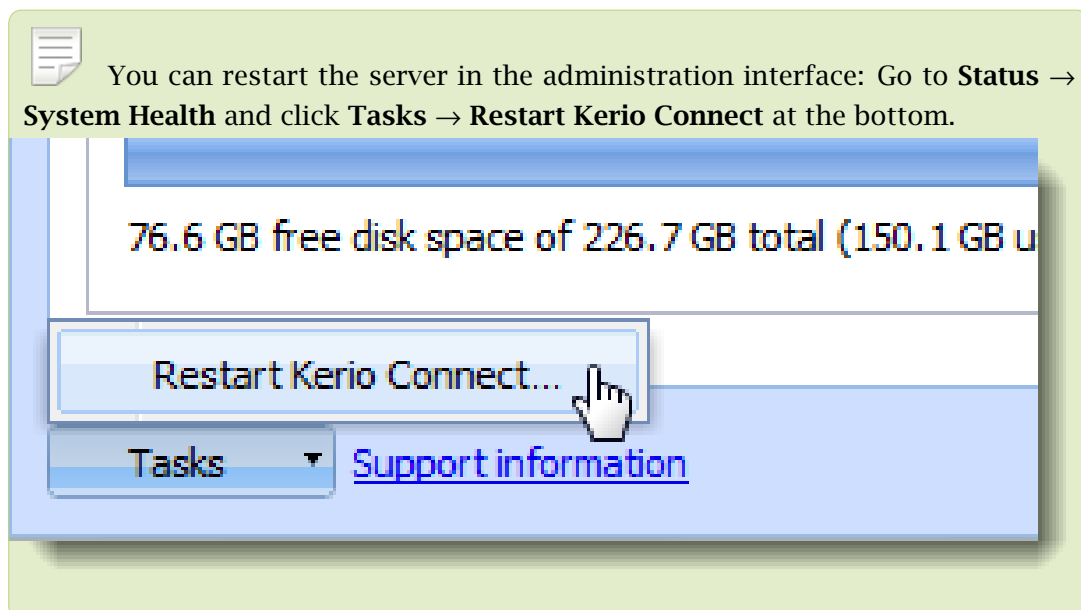 You can restart the server in the administration interface: Go to Status →
System Health and click Tasks → Restart Kerio Connect at the bottom.
76.6 GB free disk space of 226.7 GB total (150.1 GB u
Restart Kerio Connect...
Tasks ▼ Support information